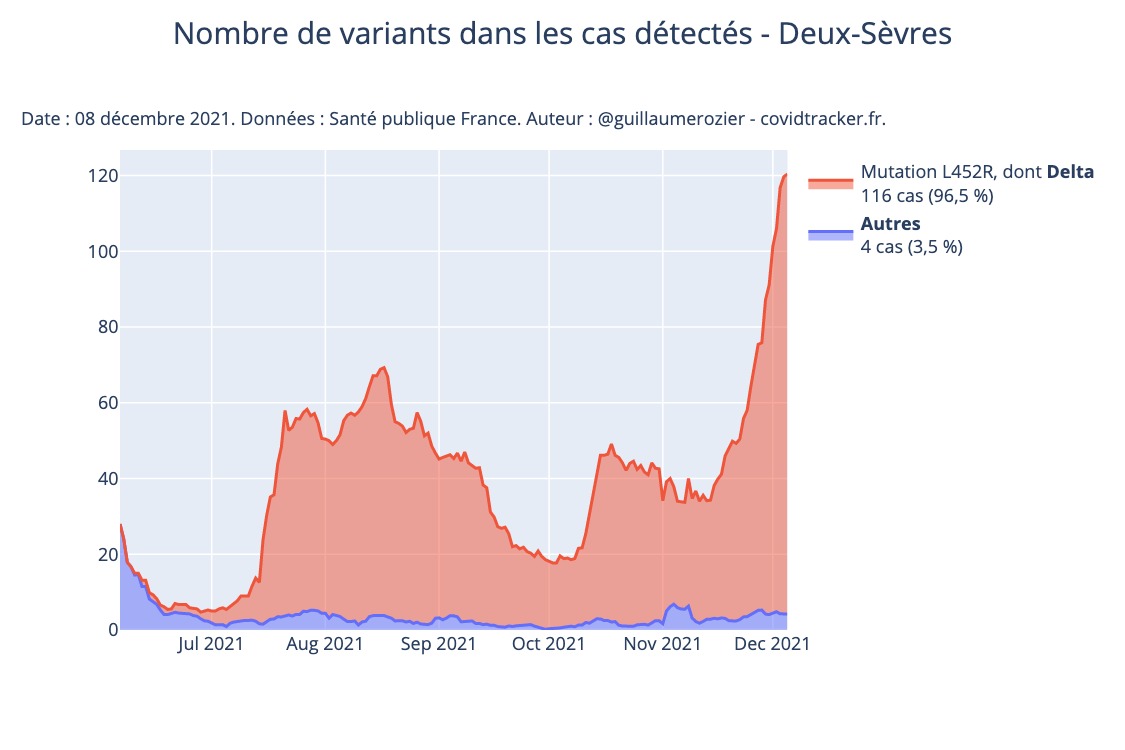 Nombre de variants dans les cas détectés - Deux-Sèvres
Date : 08 décembre 2021. Données : Santé publique France. Auteur : @guillaumerozier - covidtracker.fr.
120
100
80
60
40
20
0
Jul 2021
Aug 2021
Sep 2021
Oct 2021
Nov 2021
Dec 2021
Mutation L452R, dont Delta
116 cas (96,5 %)
Autres
4 cas (3,5 %)